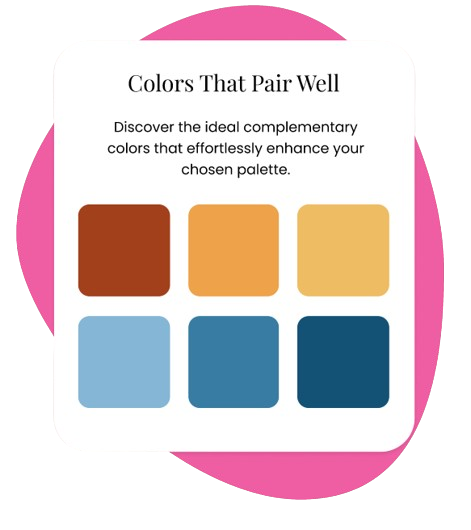 Colors That Pair Well
Discover the ideal complementary
colors that effortlessly enhance your
chosen palette.